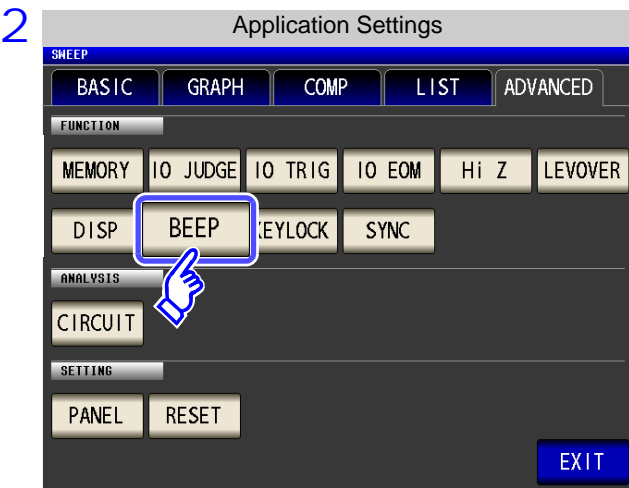 2
Application Settings
SWEEP
BASIC GRAPH COMP LIST ADVANCED
FUNCTION
MEMORY IO JUDGE IO TRIG IO EOM Hi Z LEVOVER
DISP BEEP KEYLOCK SYNC
ANALYSIS
CIRCUIT
SETTING
PANEL RESET
EXIT